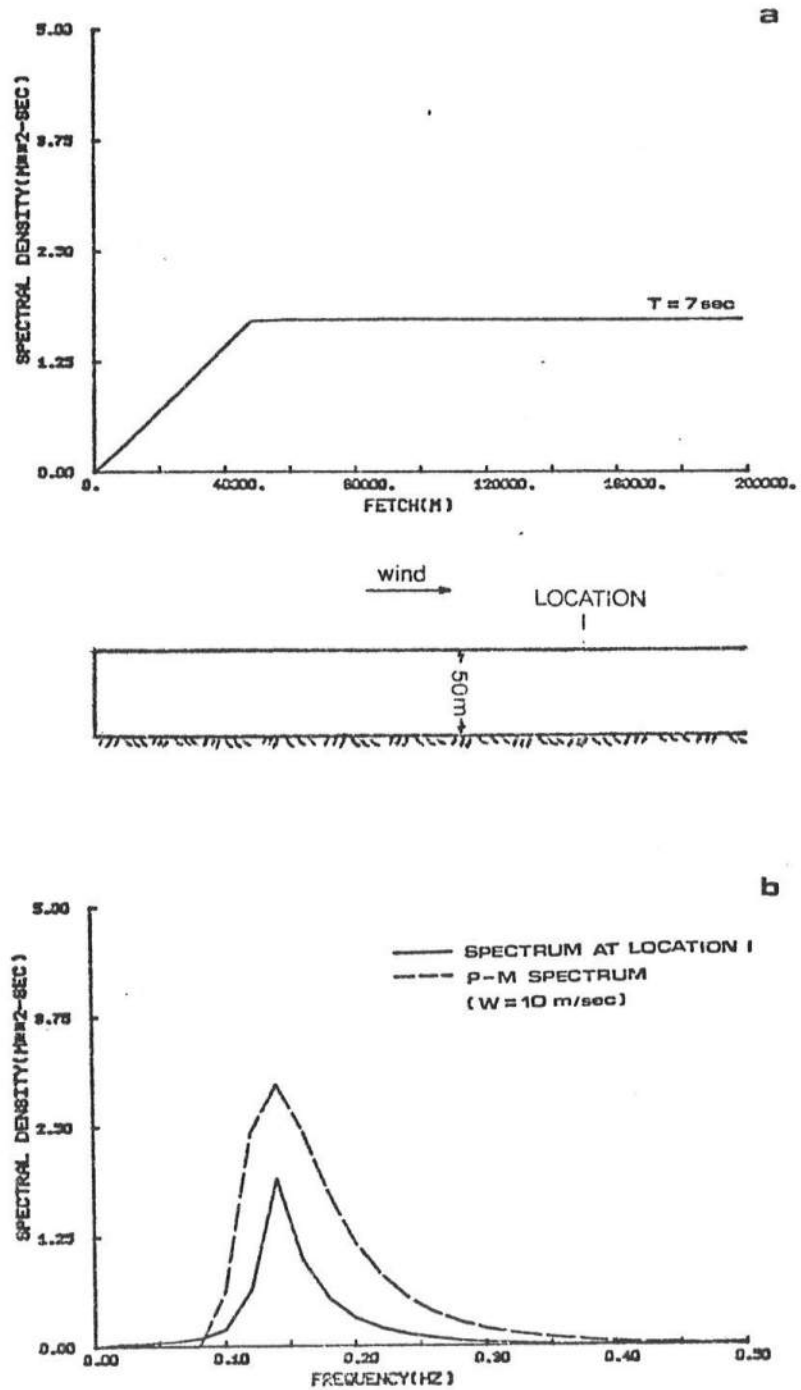 a
5.00
3.75
2.50
1.25
0.00
SPECTRAL DENSITY(M**2-SEC)
T = 7 sec
0. 40000. 80000. 120000. 160000. 200000.
FETCH(M)
wind
LOCATION
I
50m
b
5.00
3.75
2.50
1.25
0.00
SPECTRAL DENSITY(M**2-SEC)
SPECTRUM AT LOCATION I
P-M SPECTRUM
(W = 10 m/sec)
0.00 0.10 0.20 0.30 0.40 0.50
FREQUENCY(HZ)